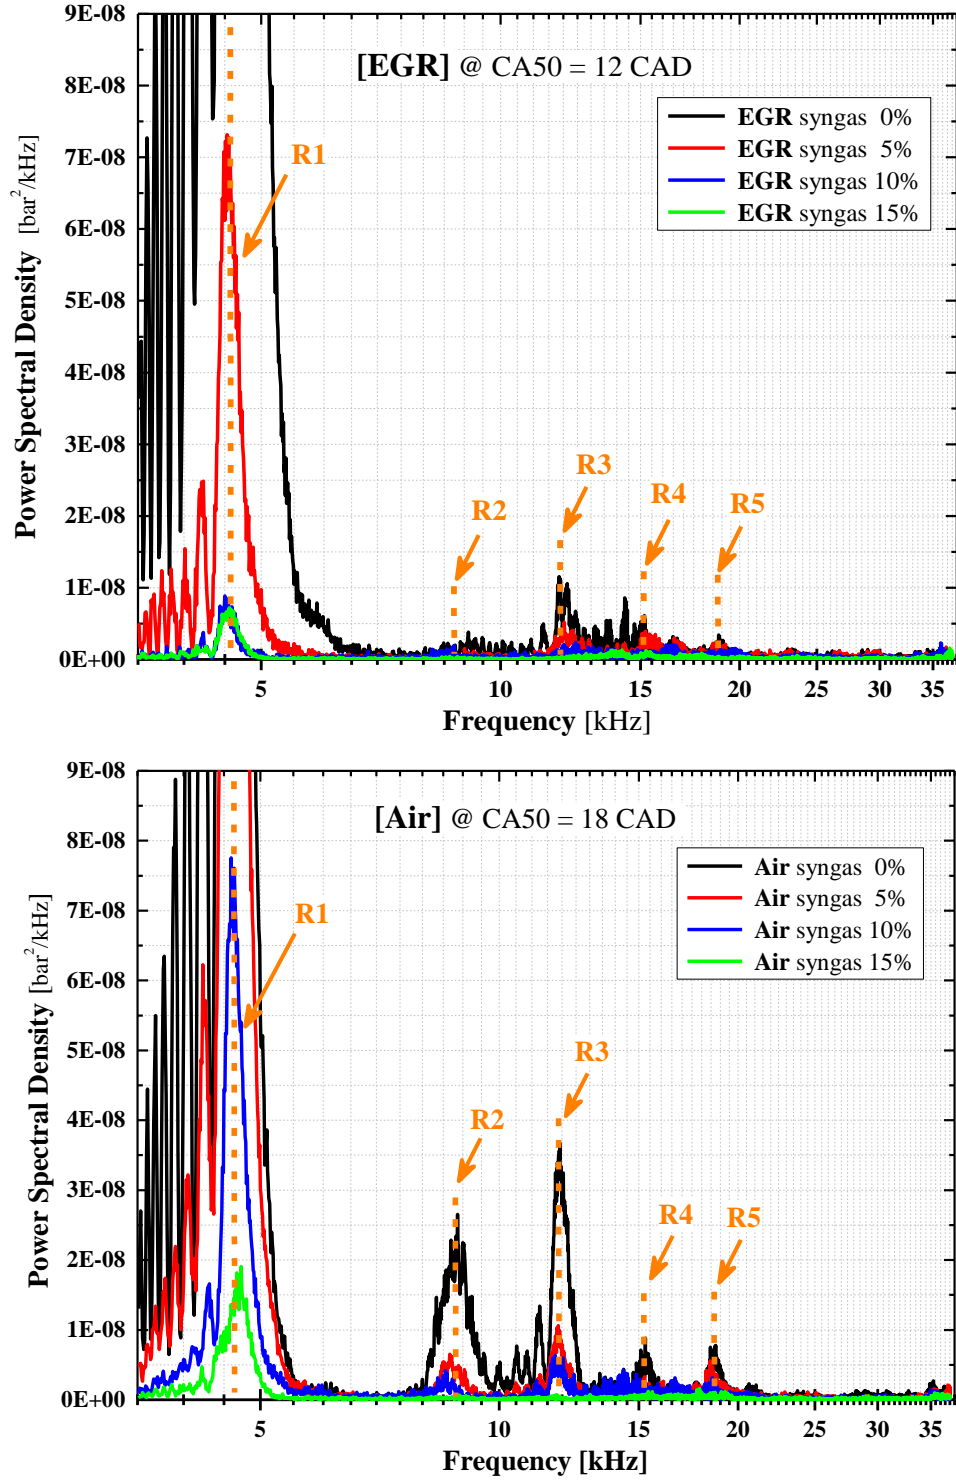 [EGR] @ CA50 = 12 CAD
EGR syngas 0%
EGR syngas 5%
EGR syngas 10%
EGR syngas 15%
Power Spectral Density [bar²/kHz]
9E-08
8E-08
7E-08
6E-08
5E-08
4E-08
3E-08
2E-08
1E-08
0E+00
R1
R2
R3
R4
R5
5 10 15 20 25 30 35
Frequency [kHz]
[Air] @ CA50 = 18 CAD
Air syngas 0%
Air syngas 5%
Air syngas 10%
Air syngas 15%
Power Spectral Density [bar²/kHz]
9E-08
8E-08
7E-08
6E-08
5E-08
4E-08
3E-08
2E-08
1E-08
0E+00
R1
R2
R3
R4
R5
5 10 15 20 25 30 35
Frequency [kHz]